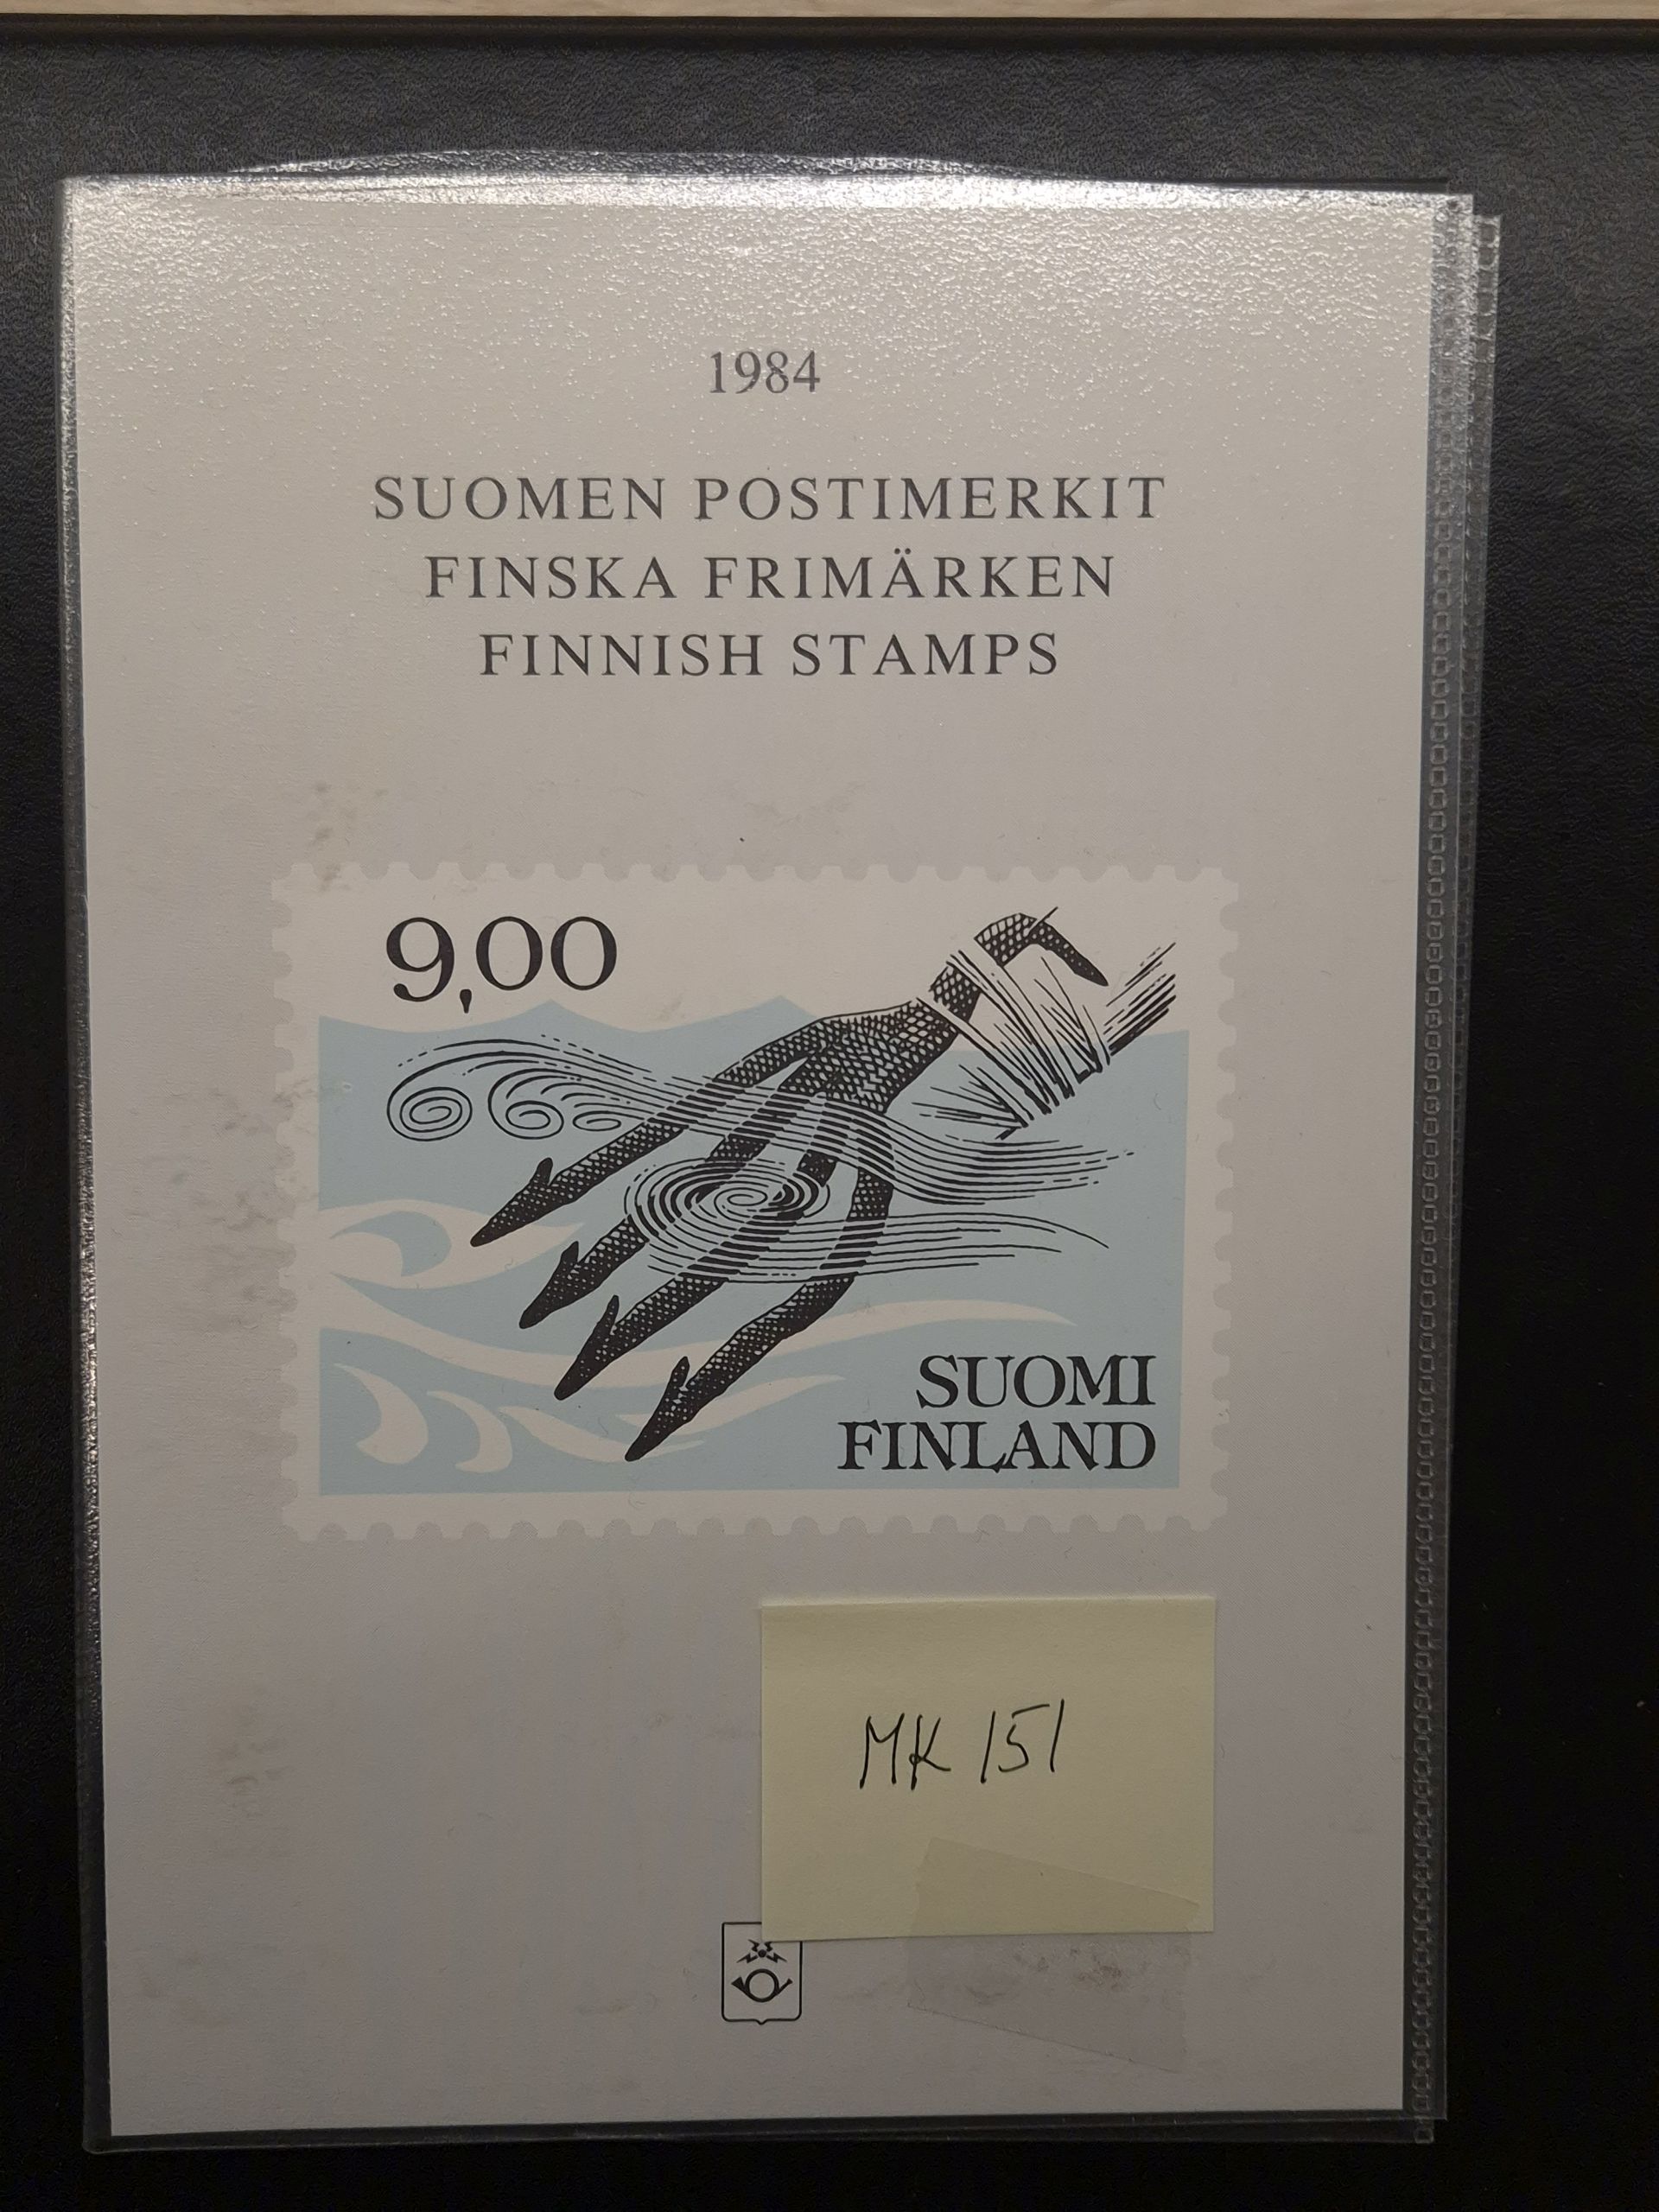 1984
SUOMEN POSTIMERKIT
FINSKA FRIMÄRKEN
FINNISH STAMPS
9,00
SUOMI
FINLAND
MK 151